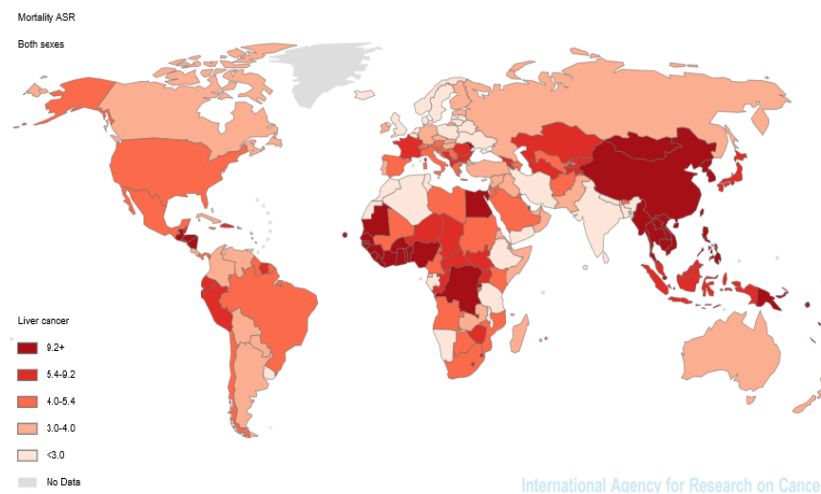 Mortality ASR
Both sexes
Liver cancer
9.2+
5.4-9.2
4.0-5.4
3.0-4.0
<3.0
No Data
International Agency for Research on Cance